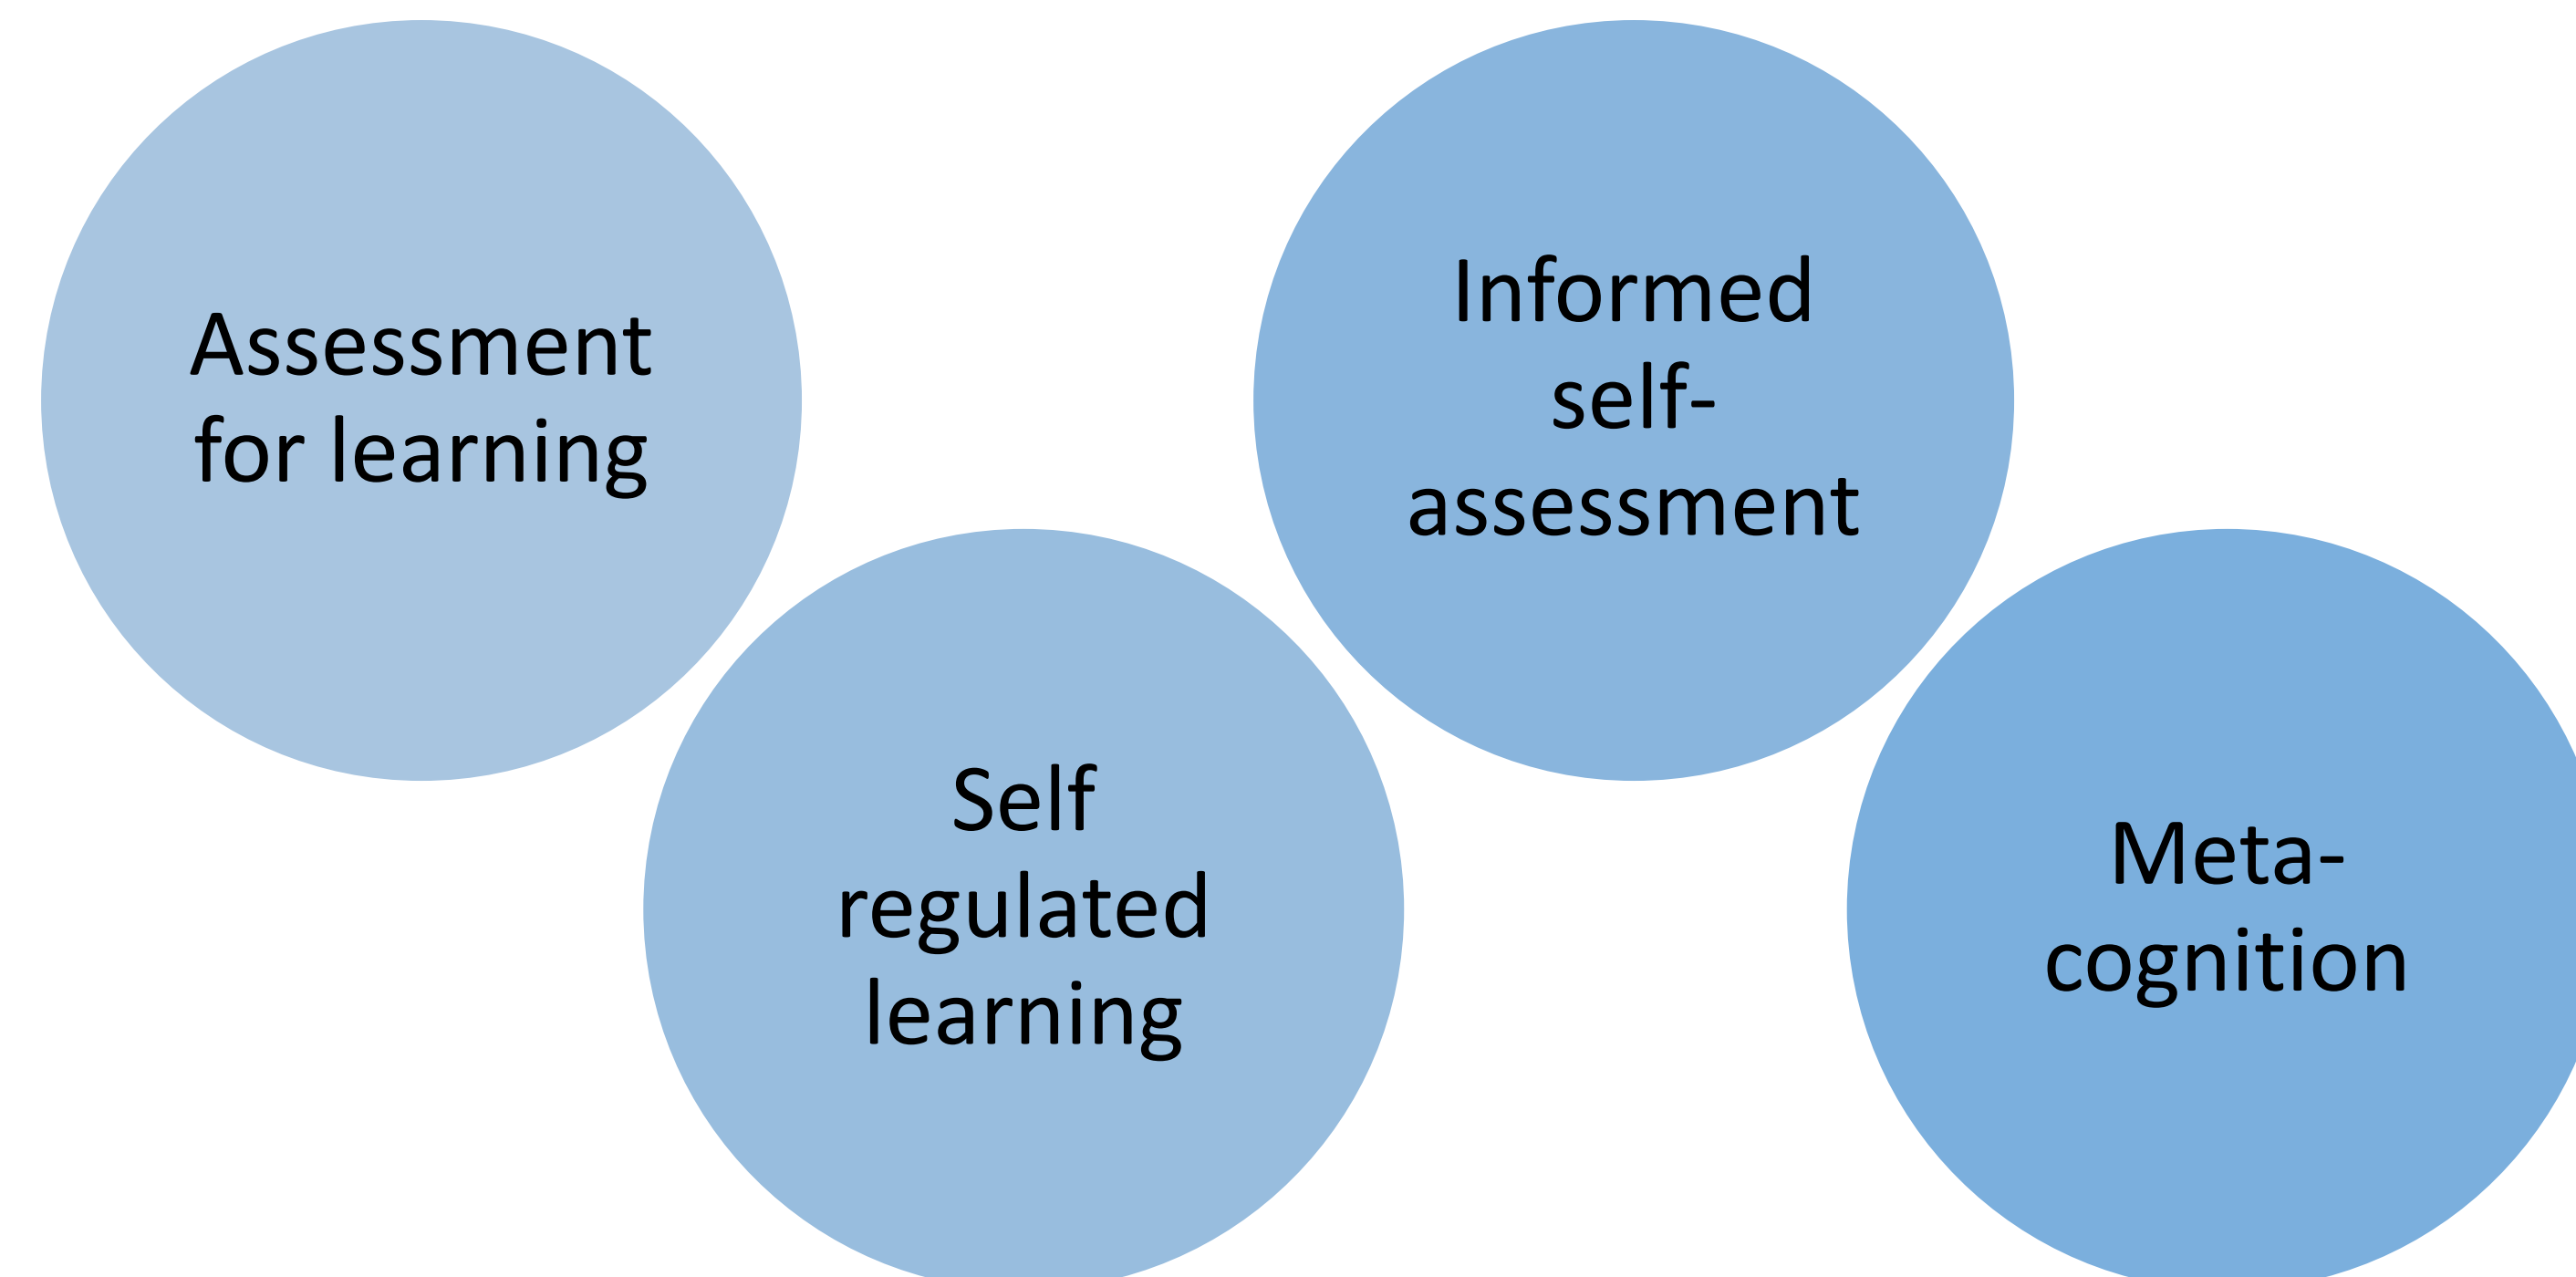 Assessment
for learning
Self
regulated
learning
Informed
self-
assessment
Meta-
cognition